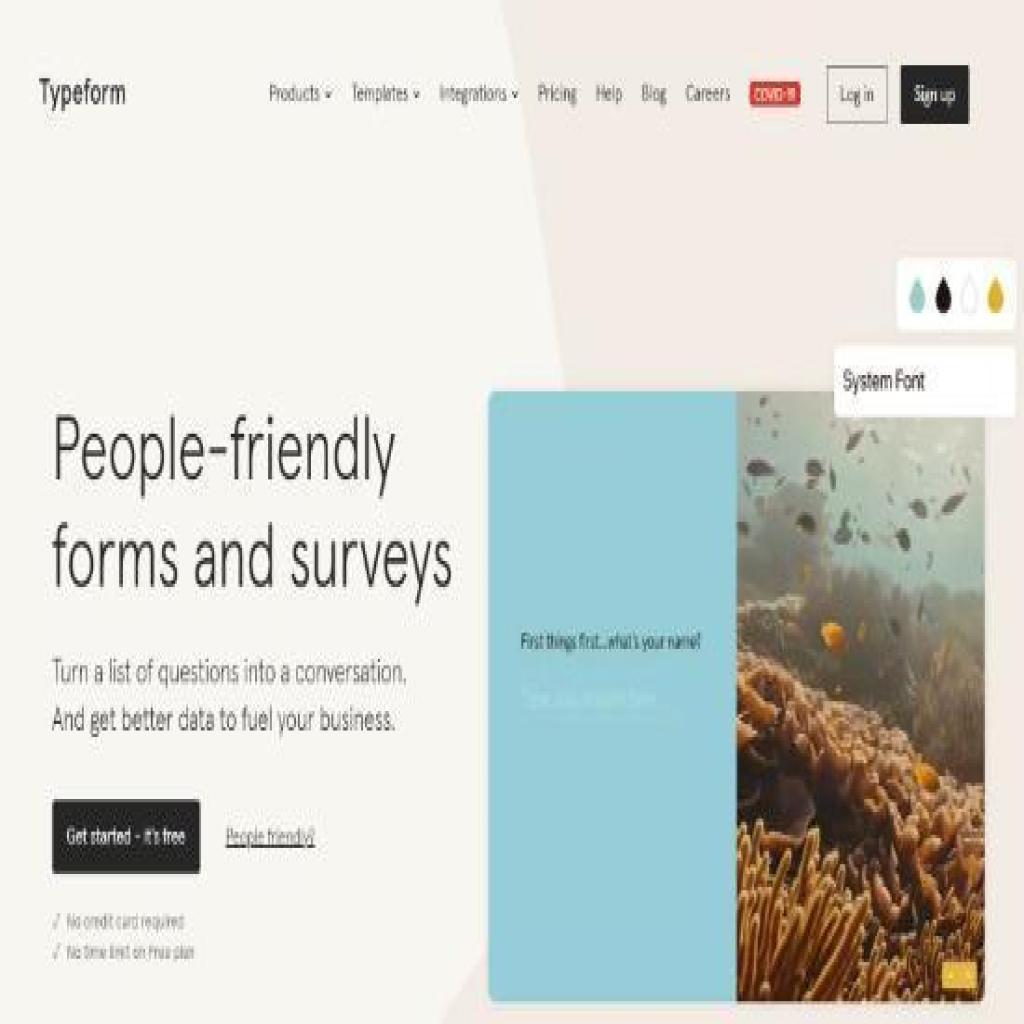 Typeform
Products Templates Integrations Pricing Help Blog Careers COVID-19 Log in Sign up
System Font
People-friendly
forms and surveys
First things first...what's your name?
Turn a list of questions into a conversation.
And get better data to fuel your business.
Get started - it's free People friendly?
✓ No credit card required
✓ No time limit on Free plan